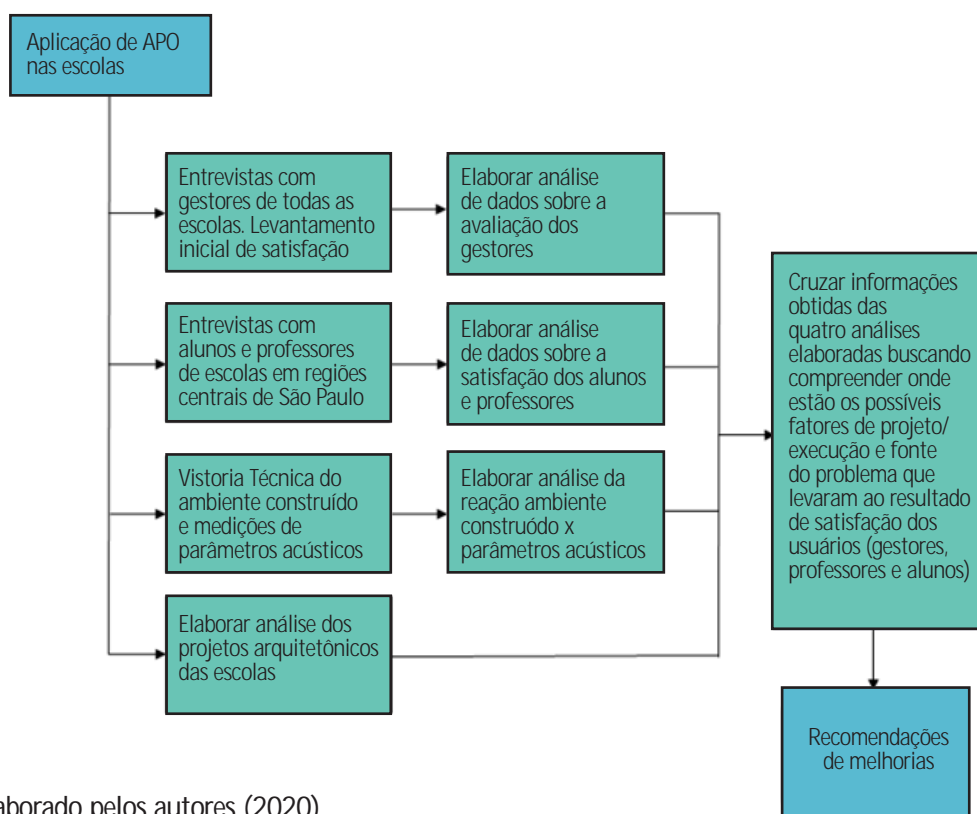 Aplicação de APO
nas escolas
Entrevistas com
gestores de todas as
escolas. Levantamento
inicial de satisfação
Elaborar análise
de dados sobre a
avaliação dos
gestores
Entrevistas com
alunos e professores
de escolas em regiões
centrais de São Paulo
Elaborar análise
de dados sobre a
satisfação dos alunos
e professores
Vistoria Técnica do
ambiente construído
e medições de
parâmetros acústicos
Elaborar análise da
reação ambiente
construódo x
parâmetros acústicos
Elaborar análise dos
projetos arquitetônicos
das escolas
Cruzar informações
obtidas das
quatro análises
elaboradas buscando
compreender onde
estão os possíveis
fatores de projeto/
execução e fonte
do problema que
levaram ao resultado
de satisfação dos
usuários (gestores,
professores e alunos)
Recomendações
de melhorias
aborado pelos autores (2020)